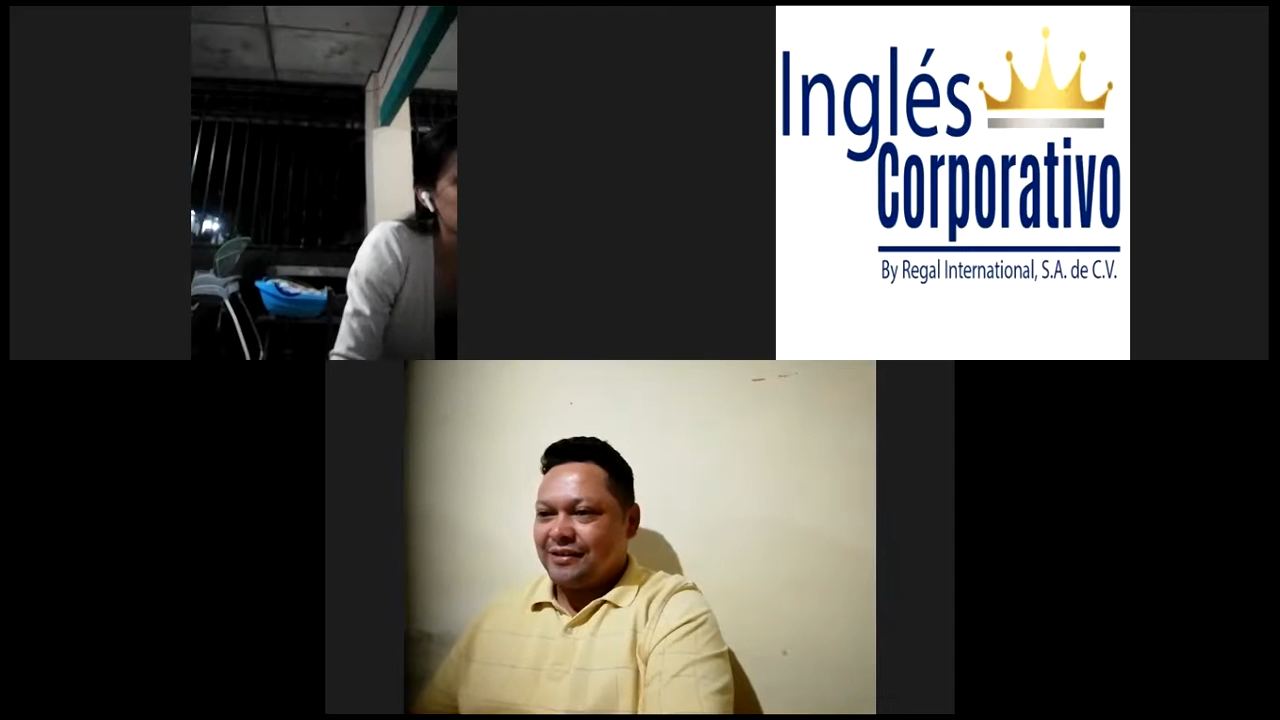 Inglés
Corporativo
By Regal International, S.A. de C.V.